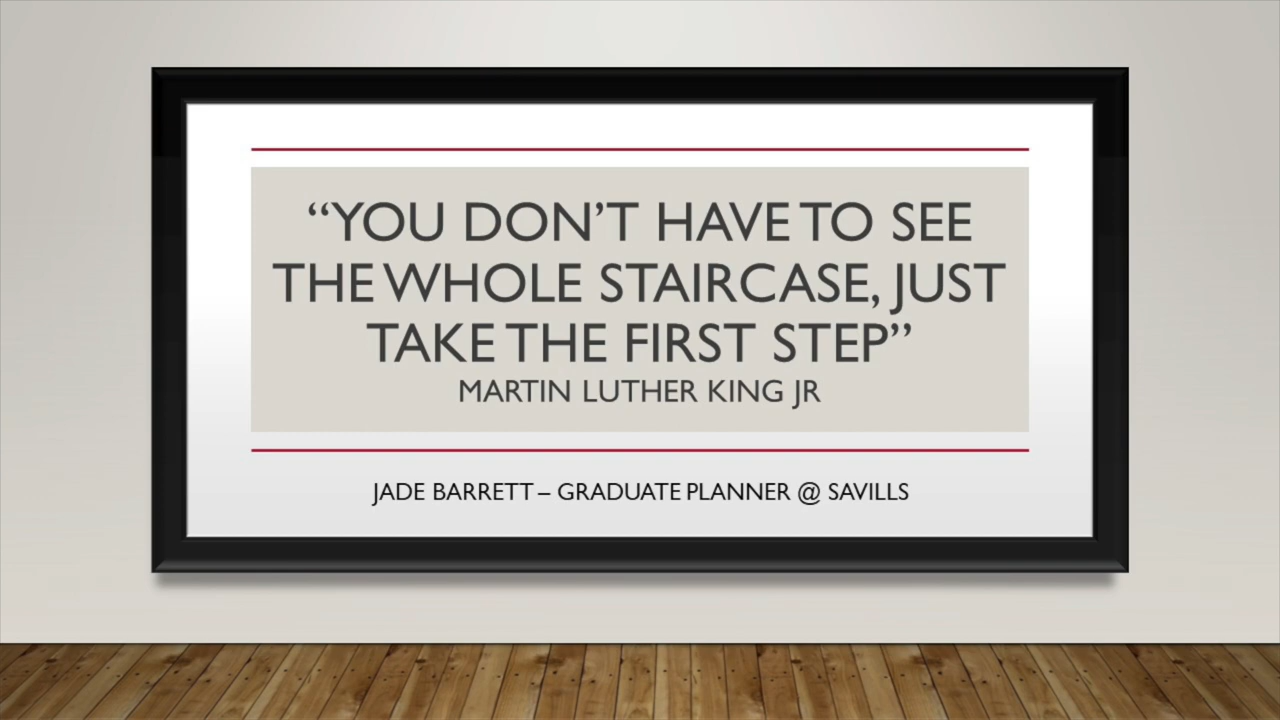 “YOU DON’T HAVE TO SEE
THE WHOLE STAIRCASE, JUST
TAKE THE FIRST STEP”
MARTIN LUTHER KING JR
JADE BARRETT – GRADUATE PLANNER @ SAVILLS